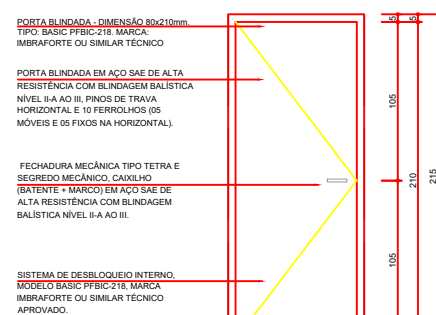 PORTA BLINDADA - DIMENSÃO 80x210mm.
TIPO: BASIC PFBIC-218. MARCA:
IMBRAFORTE OU SIMILAR TÉCNICO
PORTA BLINDADA EM AÇO SAE DE ALTA
RESISTÊNCIA COM BLINDAGEM BALÍSTICA
NÍVEL II-A AO III, PINOS DE TRAVA
HORIZONTAL E 10 FERROLHOS (05
MÓVEIS E 05 FIXOS NA HORIZONTAL).
FECHADURA MECÂNICA TIPO TETRA E
SEGREDO MECÂNICO, CAIXILHO
(BATENTE + MARCO) EM AÇO SAE DE
ALTA RESISTÊNCIA COM BLINDAGEM
BALÍSTICA NÍVEL II-A AO III.
SISTEMA DE DESBLOQUEIO INTERNO,
MODELO BASIC PFBIC-218, MARCA
IMBRAFORTE OU SIMILAR TÉCNICO
APROVADO.
5
5
105
210
215
105